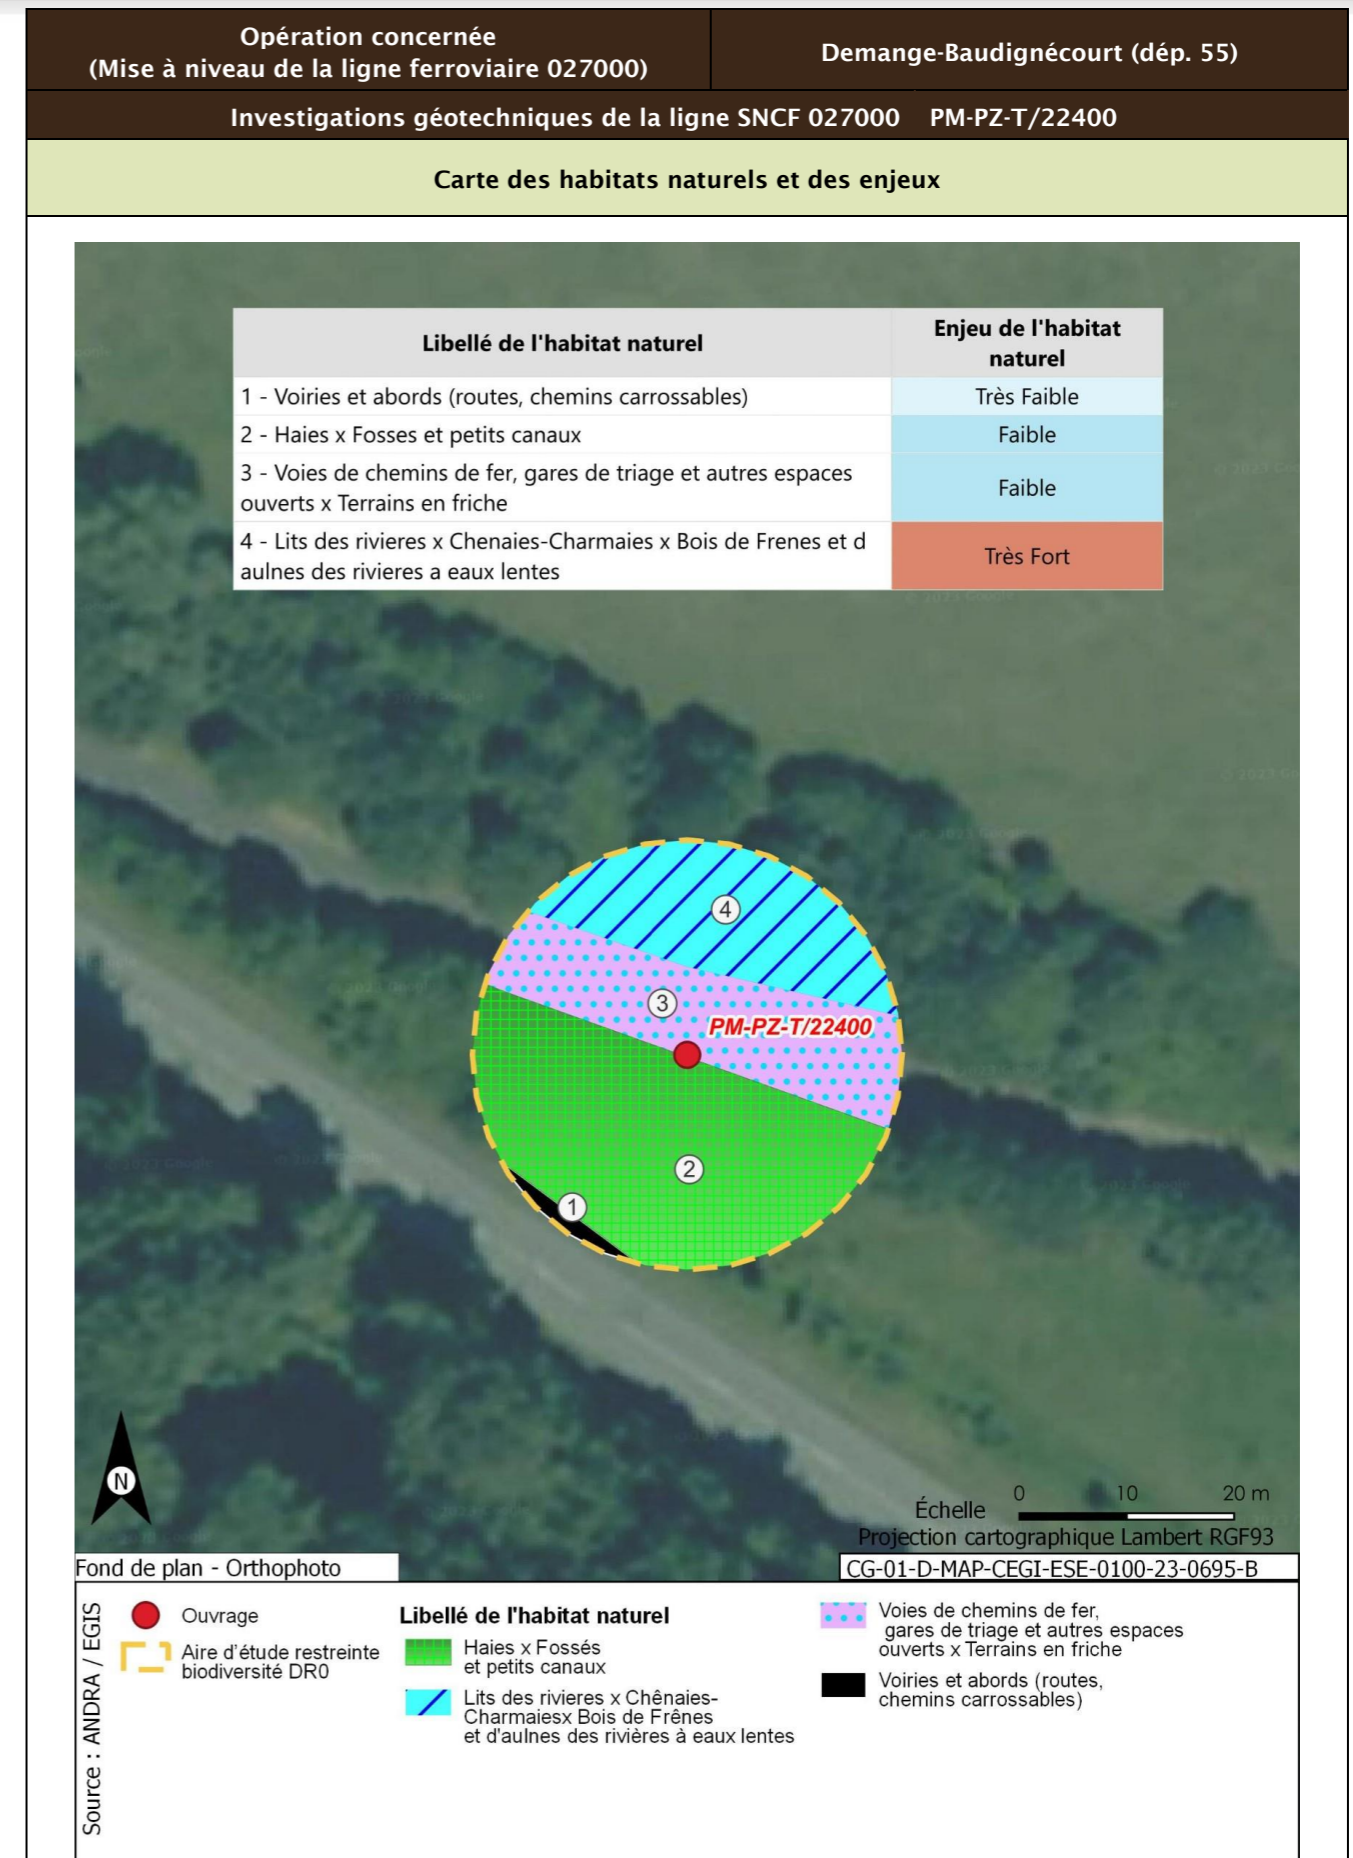 Opération concernée
(Mise à niveau de la ligne ferroviaire 027000)
Demange-Baudignécourt (dép. 55)
Investigations géotechniques de la ligne SNCF 027000 PM-PZ-T/22400
Carte des habitats naturels et des enjeux
Libellé de l'habitat naturel
Enjeu de l'habitat
naturel
1 - Voiries et abords (routes, chemins carrossables)
Très Faible
2 - Haies x Fosses et petits canaux
Faible
3 - Voies de chemins de fer, gares de triage et autres espaces
ouverts x Terrains en friche
Faible
4 - Lits des rivieres x Chenaies-Charmaies x Bois de Frenes et d
aulnes des rivieres a eaux lentes
Très Fort
© 2023 Google
© 2023 Google
© 2023 Google
4
3
PM-PZ-T/22400
2
1
N
0 10 20 m
Échelle
Projection cartographique Lambert RGF93
Fond de plan - Orthophoto
CG-01-D-MAP-CEGI-ESE-0100-23-0695-B
Source : ANDRA / EGIS
Ouvrage
Aire d'étude restreinte
biodiversité DR0
Libellé de l'habitat naturel
Haies x Fossés
et petits canaux
Lits des rivieres x Chênaies-
Charmaiesx Bois de Frênes
et d'aulnes des rivières à eaux lentes
Voies de chemins de fer,
gares de triage et autres espaces
ouverts x Terrains en friche
Voiries et abords (routes,
chemins carrossables)